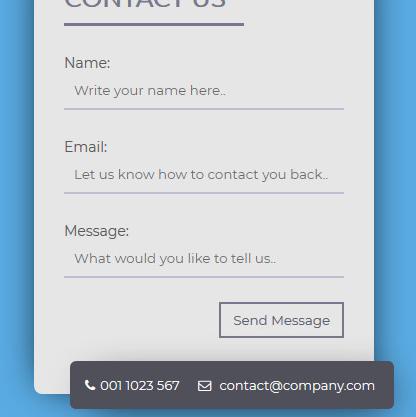 CONTACT US
Name:
Write your name here..
Email:
Let us know how to contact you back..
Message:
What would you like to tell us..
Send Message
001 1023 567 contact@company.com